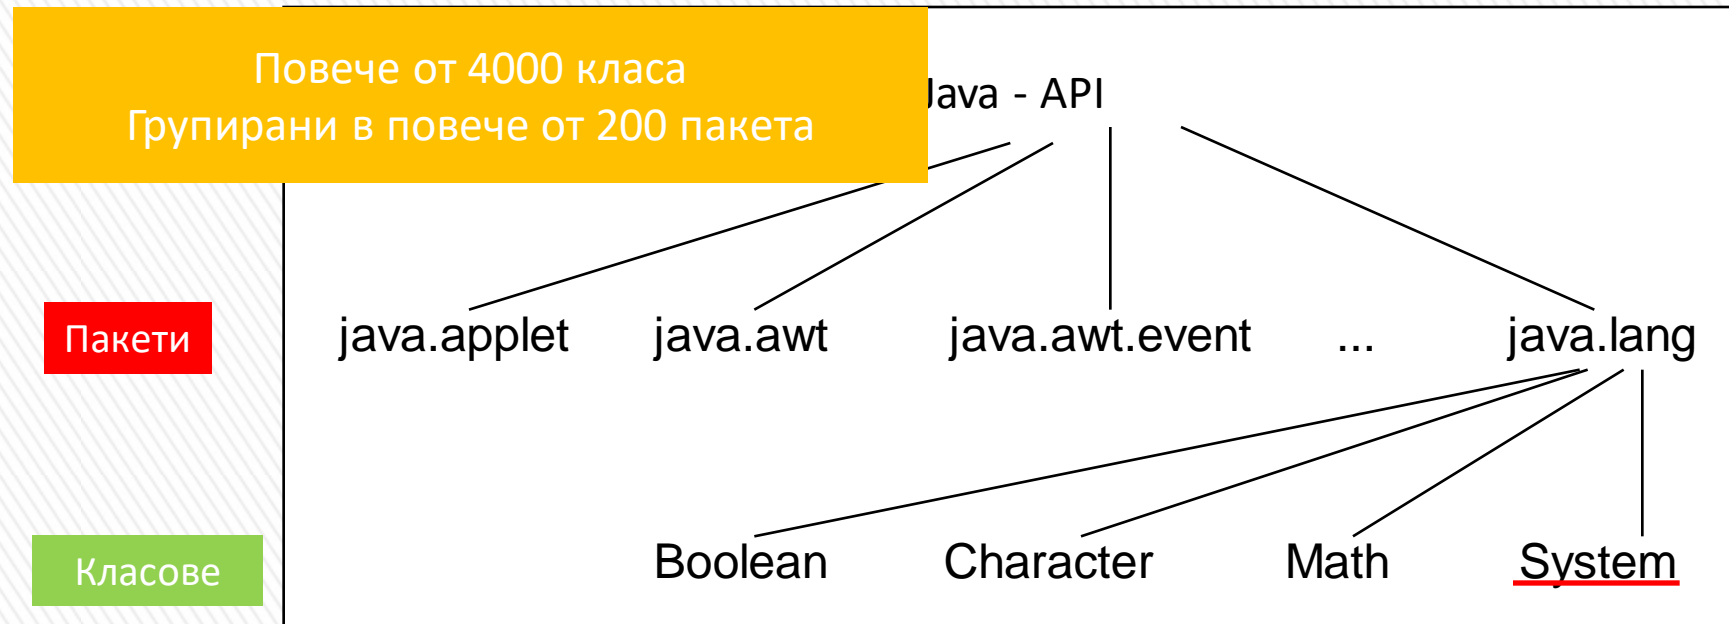 Повече от 4000 класа
Групирани в повече от 200 пакета
Java - API
Пакети
java.applet java.awt java.awt.event ... java.lang
Класове
Boolean Character Math System